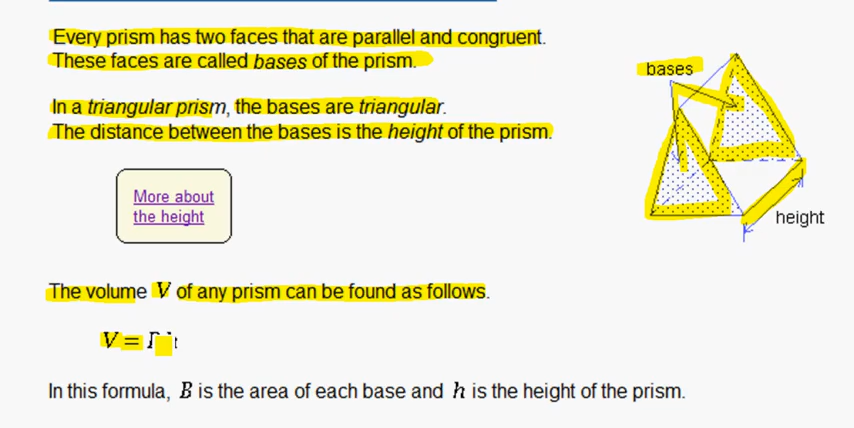 Every prism has two faces that are parallel and congruent.
These faces are called bases of the prism.
bases
In a triangular prism, the bases are triangular.
The distance between the bases is the height of the prism.
More about
the height
height
The volume V of any prism can be found as follows.
V =
In this formula, B is the area of each base and h is the height of the prism.